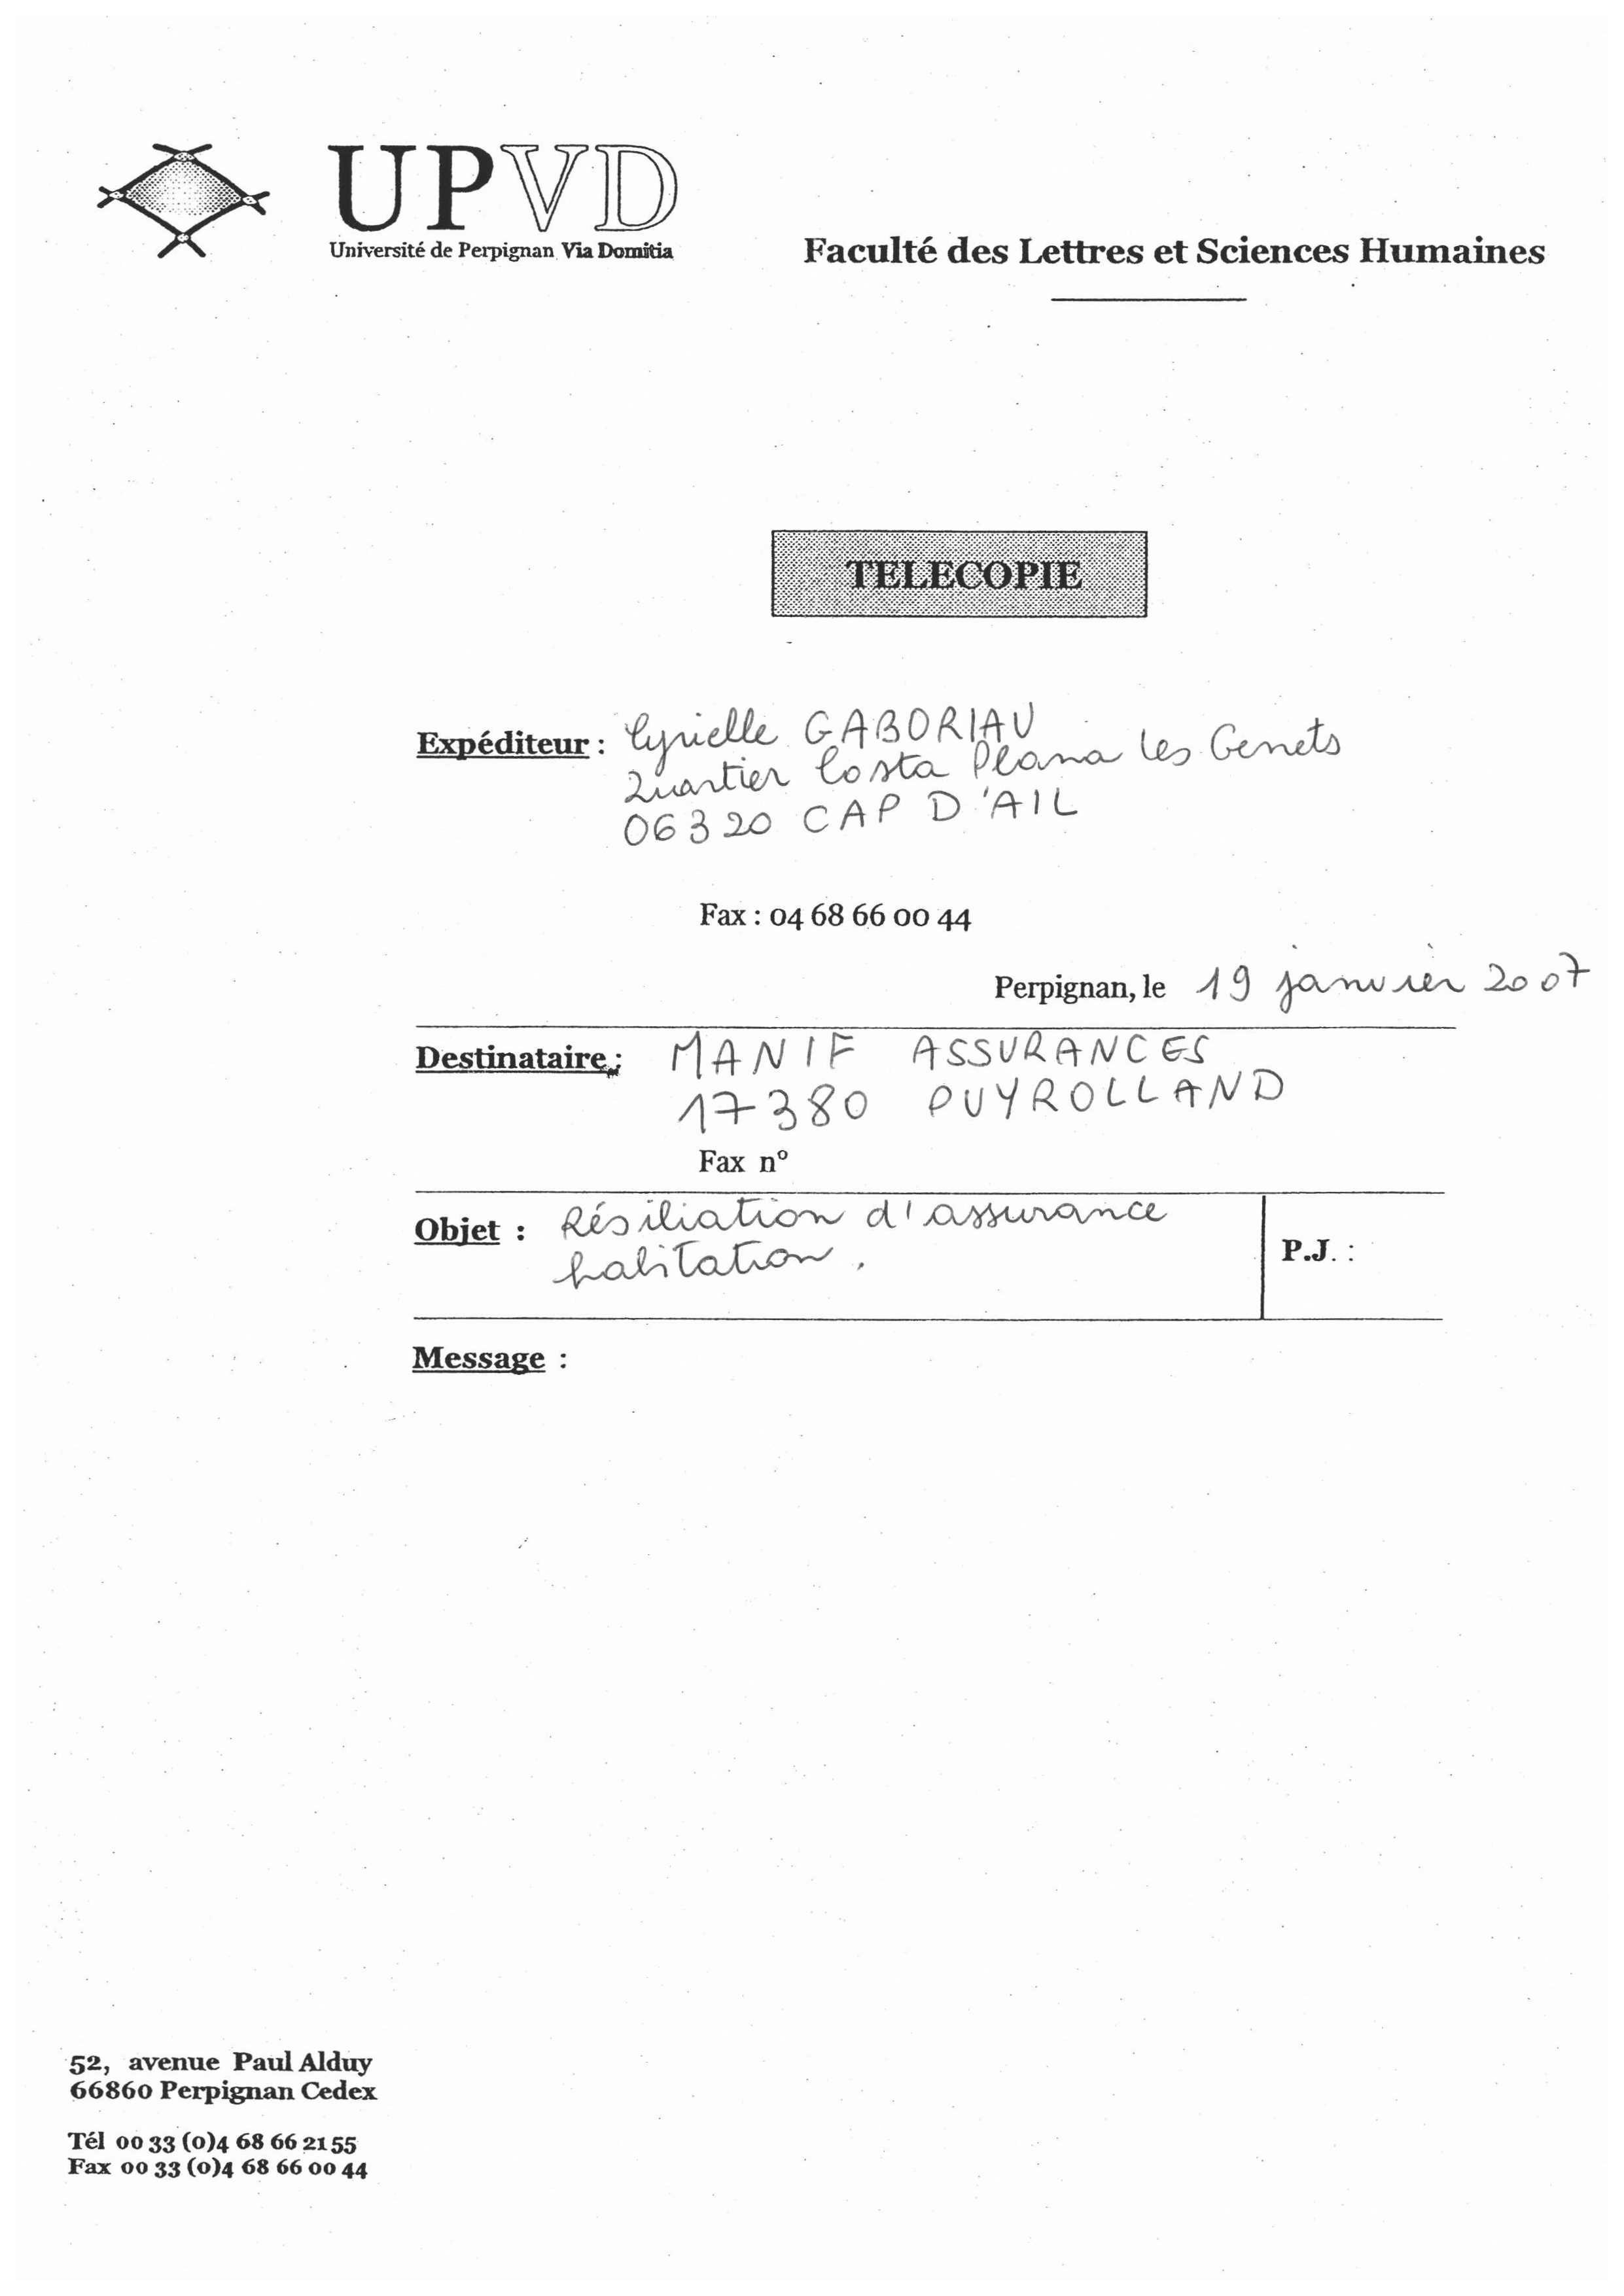 UPVD
Université de Perpignan Via Domitia
Faculté des Lettres et Sciences Humaines
TELECOPIE
Expéditeur : Cyrielle GABORIAU
Quartier Costa Plana Les Genets
06320 CAP D'AIL
Fax : 04 68 66 00 44
Perpignan, le 19 janvier 2007
Destinataire : MANIF ASSURANCES
17380 PUYROLLAND
Fax n°
Objet : Résiliation d'assurance
habitation.
P.J. :
Message :
52, avenue Paul Alduy
66860 Perpignan Cedex
Tél 00 33 (0)4 68 66 21 55
Fax 00 33 (0)4 68 66 00 44